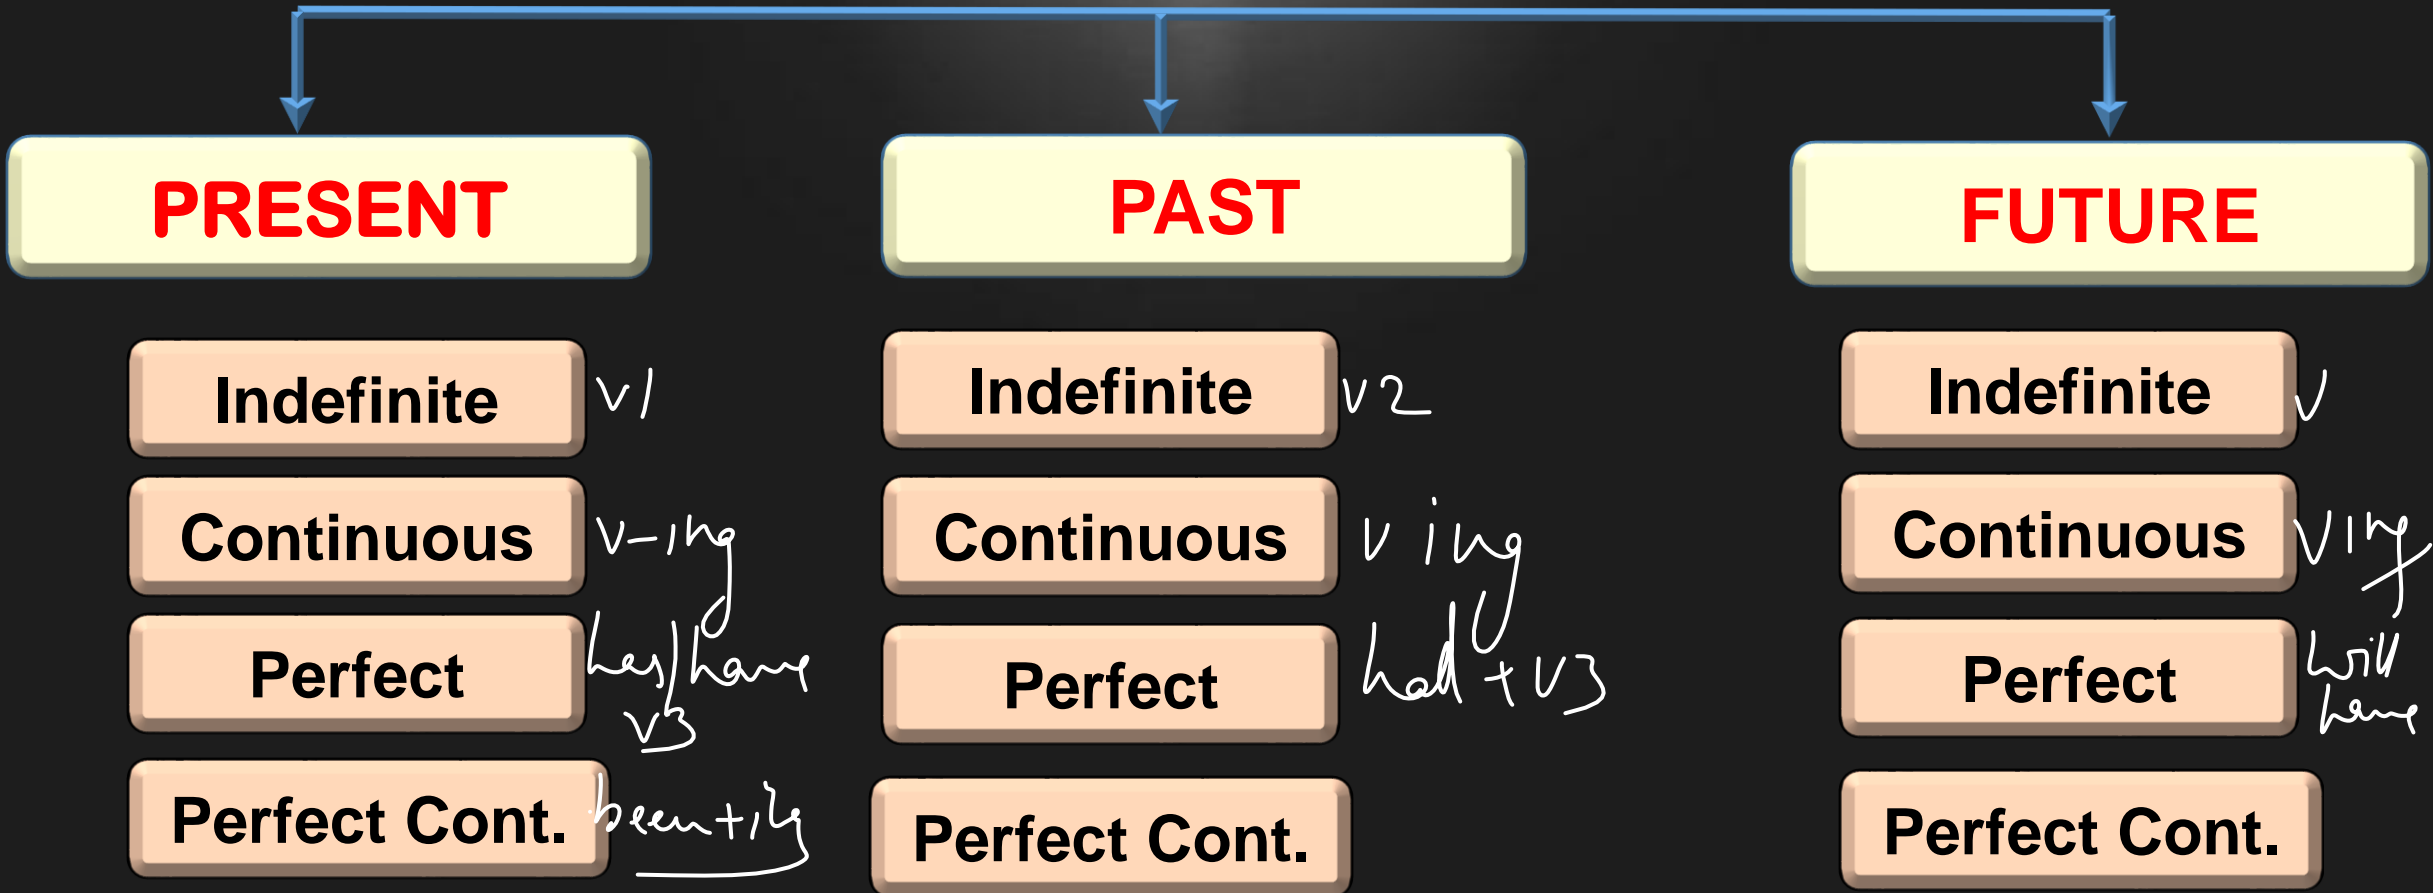 PRESENT
PAST
FUTURE
Indefinite v1
Indefinite v2
Indefinite v
Continuous v-ing
Continuous v ing
Continuous Ving
Perfect has/have
v3
Perfect had + v3
Perfect will
have
Perfect Cont. been+ing
Perfect Cont.
Perfect Cont.